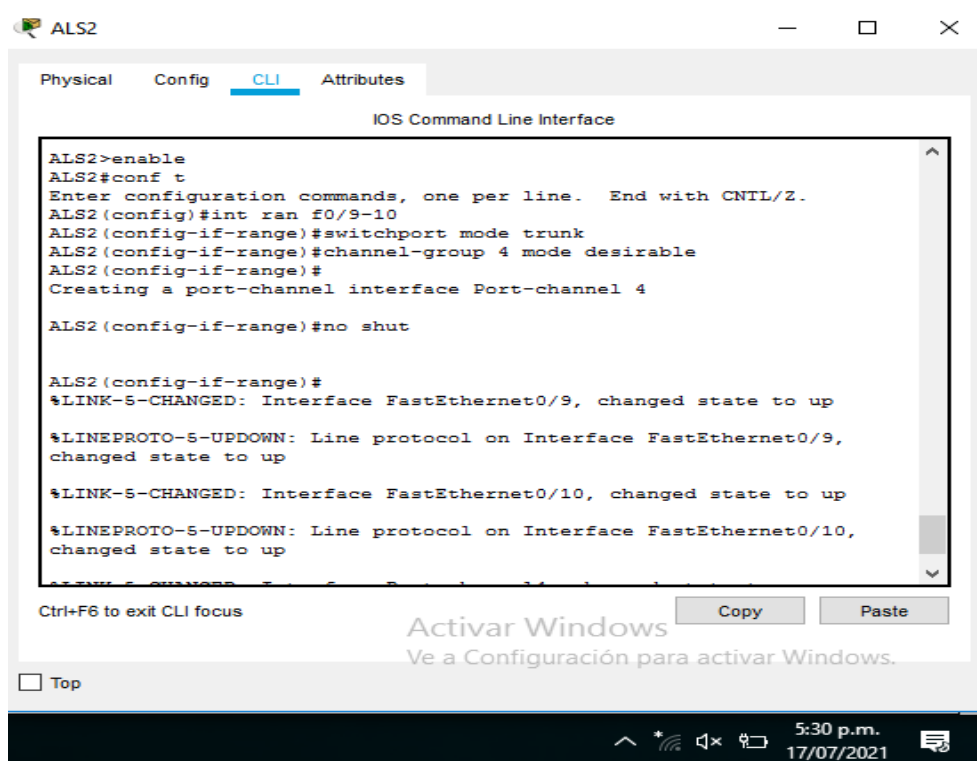 ALS2
Physical Config CLI Attributes
IOS Command Line Interface
ALS2>enable
ALS2#conf t
Enter configuration commands, one per line.  End with CNTL/Z.
ALS2(config)#int ran f0/9-10
ALS2(config-if-range)#switchport mode trunk
ALS2(config-if-range)#channel-group 4 mode desirable
ALS2(config-if-range)#
Creating a port-channel interface Port-channel 4
ALS2(config-if-range)#no shut
ALS2(config-if-range)#
%LINK-5-CHANGED: Interface FastEthernet0/9, changed state to up
%LINEPROTO-5-UPDOWN: Line protocol on Interface FastEthernet0/9,
changed state to up
%LINK-5-CHANGED: Interface FastEthernet0/10, changed state to up
%LINEPROTO-5-UPDOWN: Line protocol on Interface FastEthernet0/10,
changed state to up
Ctrl+F6 to exit CLI focus
Copy Paste
Activar Windows
Ve a Configuración para activar Windows.
Top
5:30 p.m.
17/07/2021